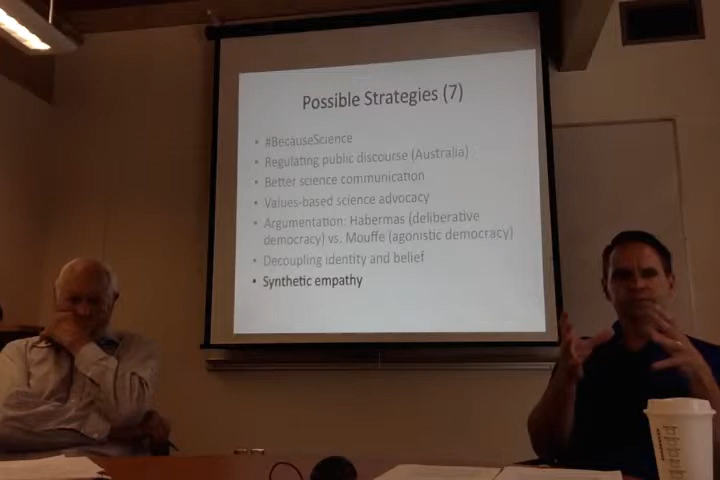 Possible Strategies (7)
• #BecauseScience
• Regulating public discourse (Australia)
• Better science communication
• Values-based science advocacy
• Argumentation: Habermas (deliberative
democracy) vs. Mouffe (agonistic democracy)
• Decoupling identity and belief
• Synthetic empathy